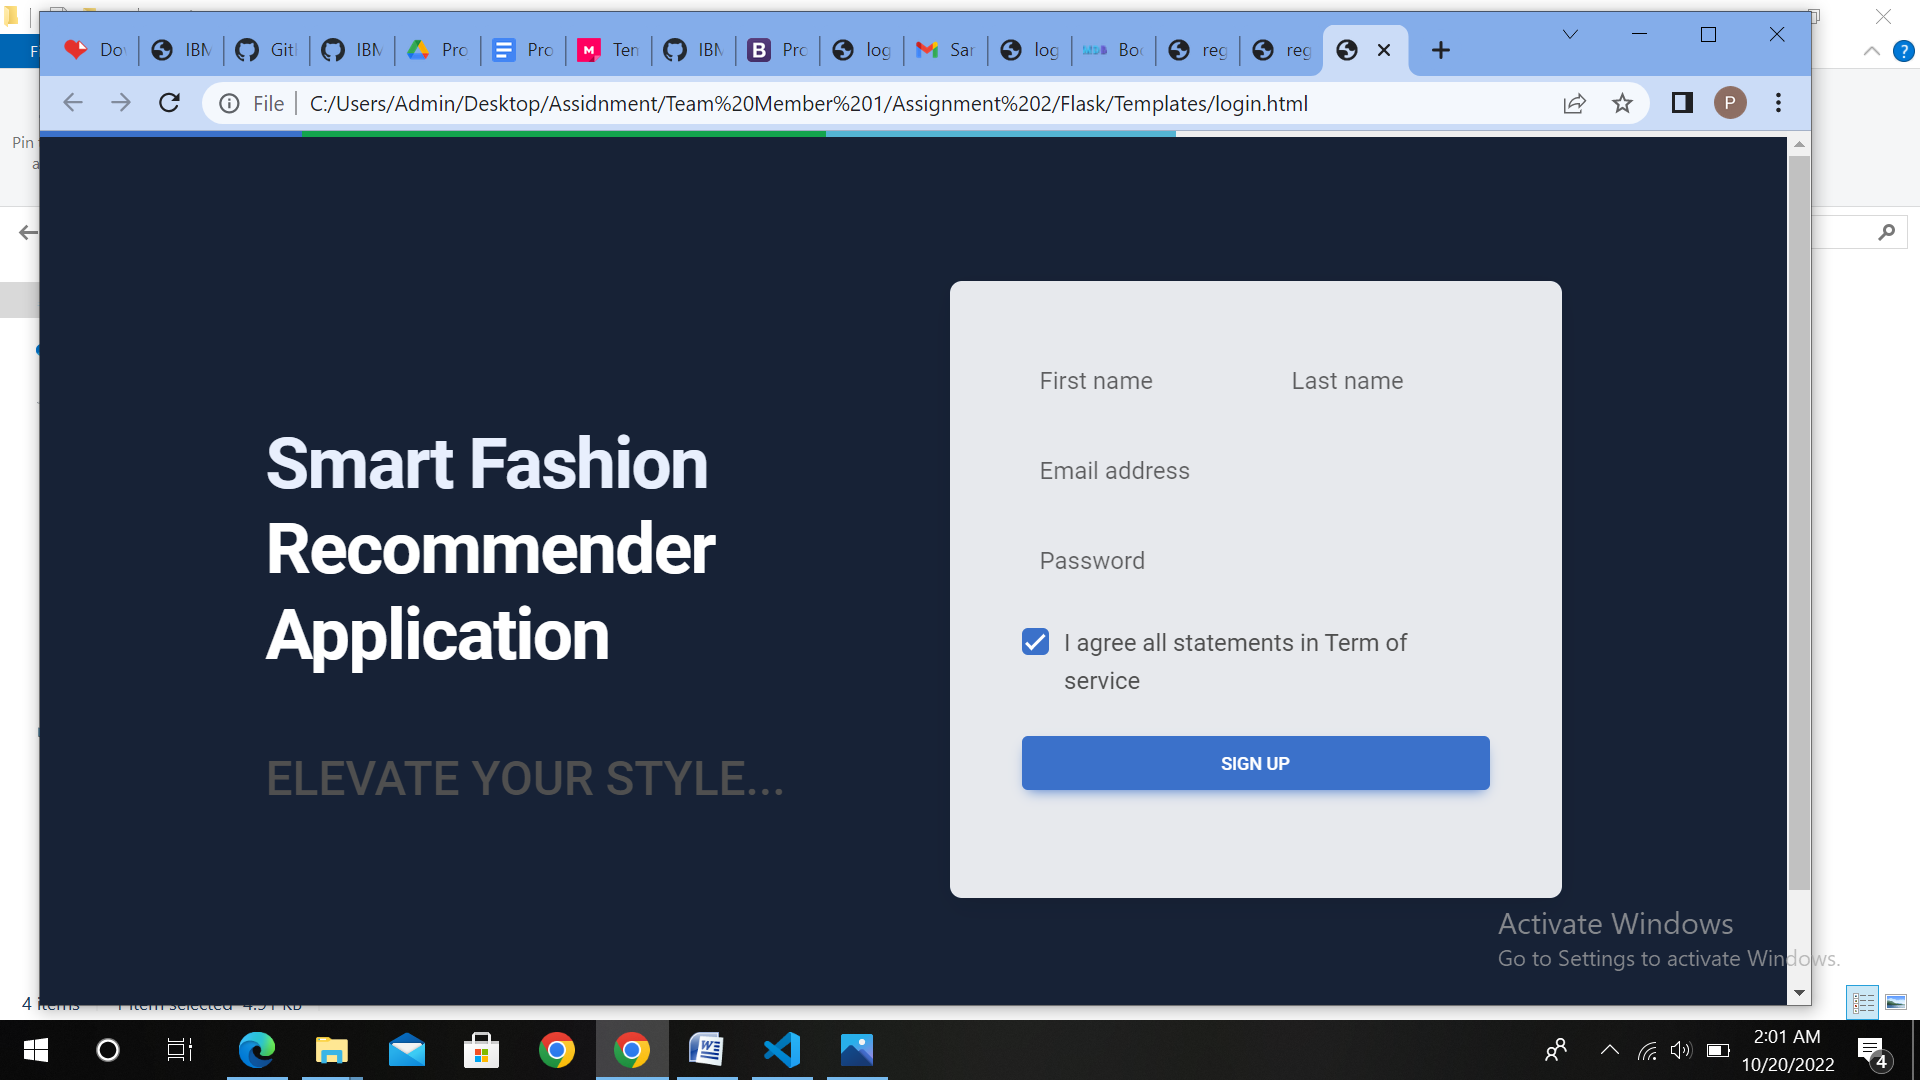 Do
IBM
Git
IBM
Pro
Pro
Ten
IBM
Pro
log
Sar
log
Boo
reg
reg
File
C:/Users/Admin/Desktop/Assidnment/Team%20Member%201/Assignment%202/Flask/Templates/login.html
P
F
?
Pin
a
Smart Fashion
Recommender
Application
ELEVATE YOUR STYLE...
First name
Last name
Email address
Password
I agree all statements in Term of
service
SIGN UP
Activate Windows
Go to Settings to activate Windows.
4 items
1 item selected 4.91 KB
2:01 AM
10/20/2022
4